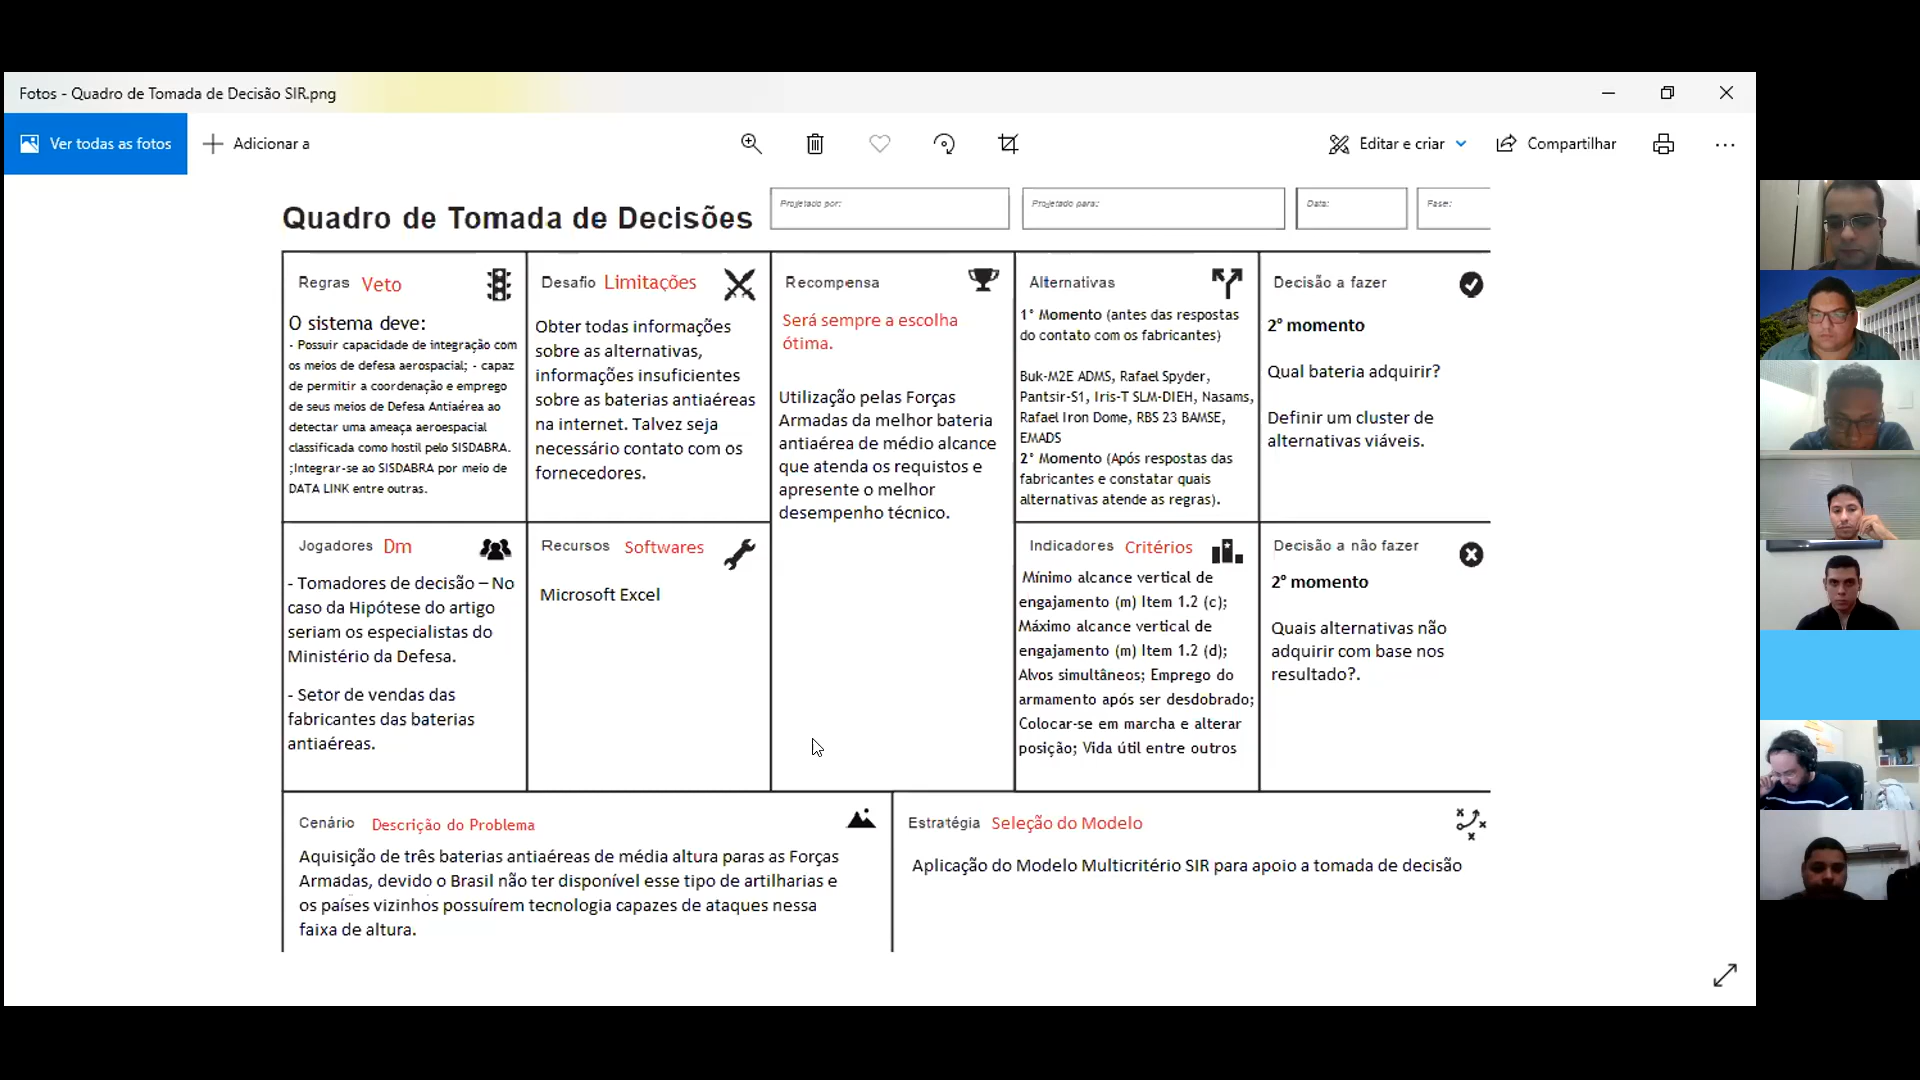 Fotos - Quadro de Tomada de Decisão SIR.png
Ver todas as fotos
Adicionar a
Editar e criar
Compartilhar
Quadro de Tomada de Decisões
Projetado por:
Projetado para:
Data:
Fase:
Regras Veto
O sistema deve:
- Possuir capacidade de integração com
os meios de defesa aerospacial; - capaz
de permitir a coordenação e emprego
de seus meios de Defesa Antiaérea ao
detectar uma ameaça aeroespacial
classificada como hostil pelo SISDABRA.
;Integrar-se ao SISDABRA por meio de
DATA LINK entre outras.
Desafio Limitações
Obter todas informações
sobre as alternativas,
informações insuficientes
sobre as baterias antiaéreas
na internet. Talvez seja
necessário contato com os
fornecedores.
Recompensa
Será sempre a escolha
ótima.
Utilização pelas Forças
Armadas da melhor bateria
antiaérea de médio alcance
que atenda os requistos e
apresente o melhor
desempenho técnico.
Alternativas
1° Momento (antes das respostas
do contato com os fabricantes)
Buk-M2E ADMS, Rafael Spyder,
Pantsir-S1, Iris-T SLM-DIEH, Nasams,
Rafael Iron Dome, RBS 23 BAMSE,
EMADS
2° Momento (Após respostas das
fabricantes e constatar quais
alternativas atende as regras).
Decisão a fazer
2º momento
Qual bateria adquirir?
Definir um cluster de
alternativas viáveis.
Jogadores Dm
- Tomadores de decisão – No
caso da Hipótese do artigo
seriam os especialistas do
Ministério da Defesa.
- Setor de vendas das
fabricantes das baterias
antiaéreas.
Recursos Softwares
Microsoft Excel
Indicadores Critérios
Mínimo alcance vertical de
engajamento (m) Item 1.2 (c);
Máximo alcance vertical de
engajamento (m) Item 1.2 (d);
Alvos simultâneos; Emprego do
armamento após ser desdobrado;
Colocar-se em marcha e alterar
posição; Vida útil entre outros
Decisão a não fazer
2º momento
Quais alternativas não
adquirir com base nos
resultado?.
Cenário Descrição do Problema
Aquisição de três baterias antiaéreas de média altura paras as Forças
Armadas, devido o Brasil não ter disponível esse tipo de artilharias e
os países vizinhos possuírem tecnologia capazes de ataques nessa
faixa de altura.
Estratégia Seleção do Modelo
Aplicação do Modelo Multicritério SIR para apoio a tomada de decisão